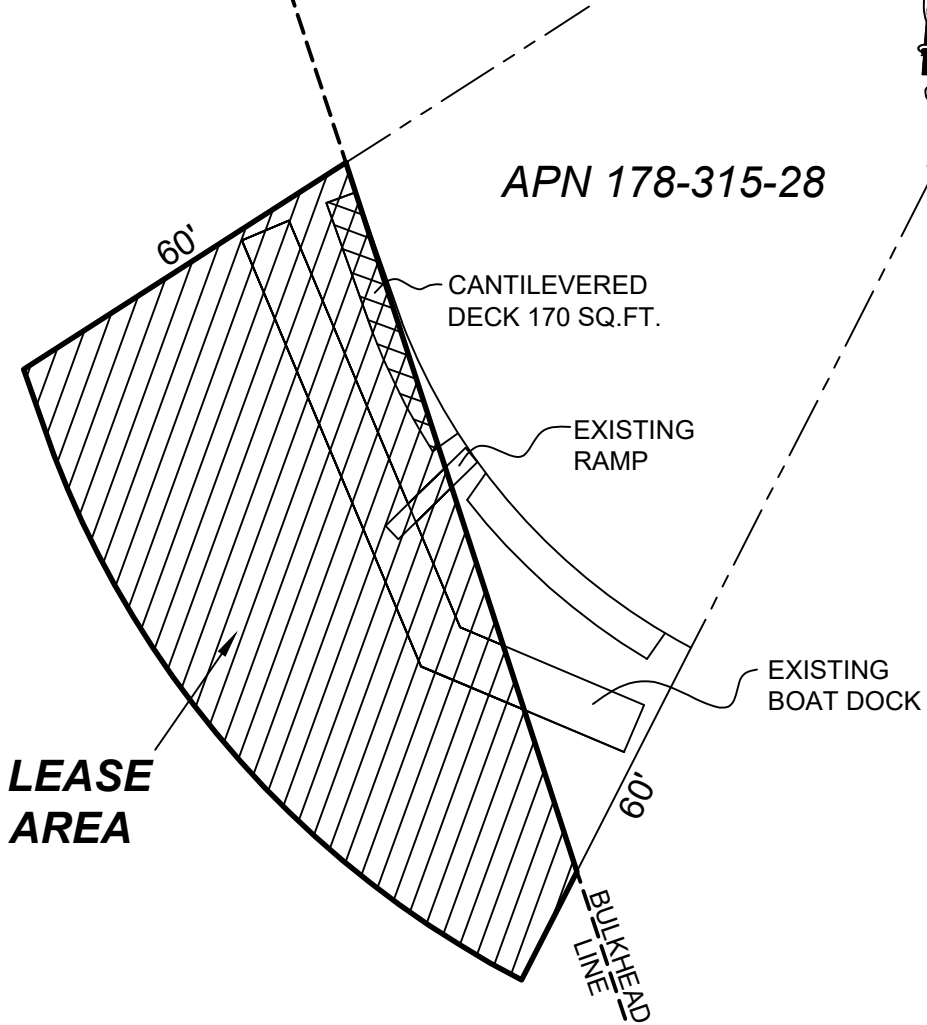 APN 178-315-28
60'
CANTILEVERED
DECK 170 SQ.FT.
EXISTING
RAMP
EXISTING
BOAT DOCK
LEASE
AREA
60'
BULKHEAD
LINE